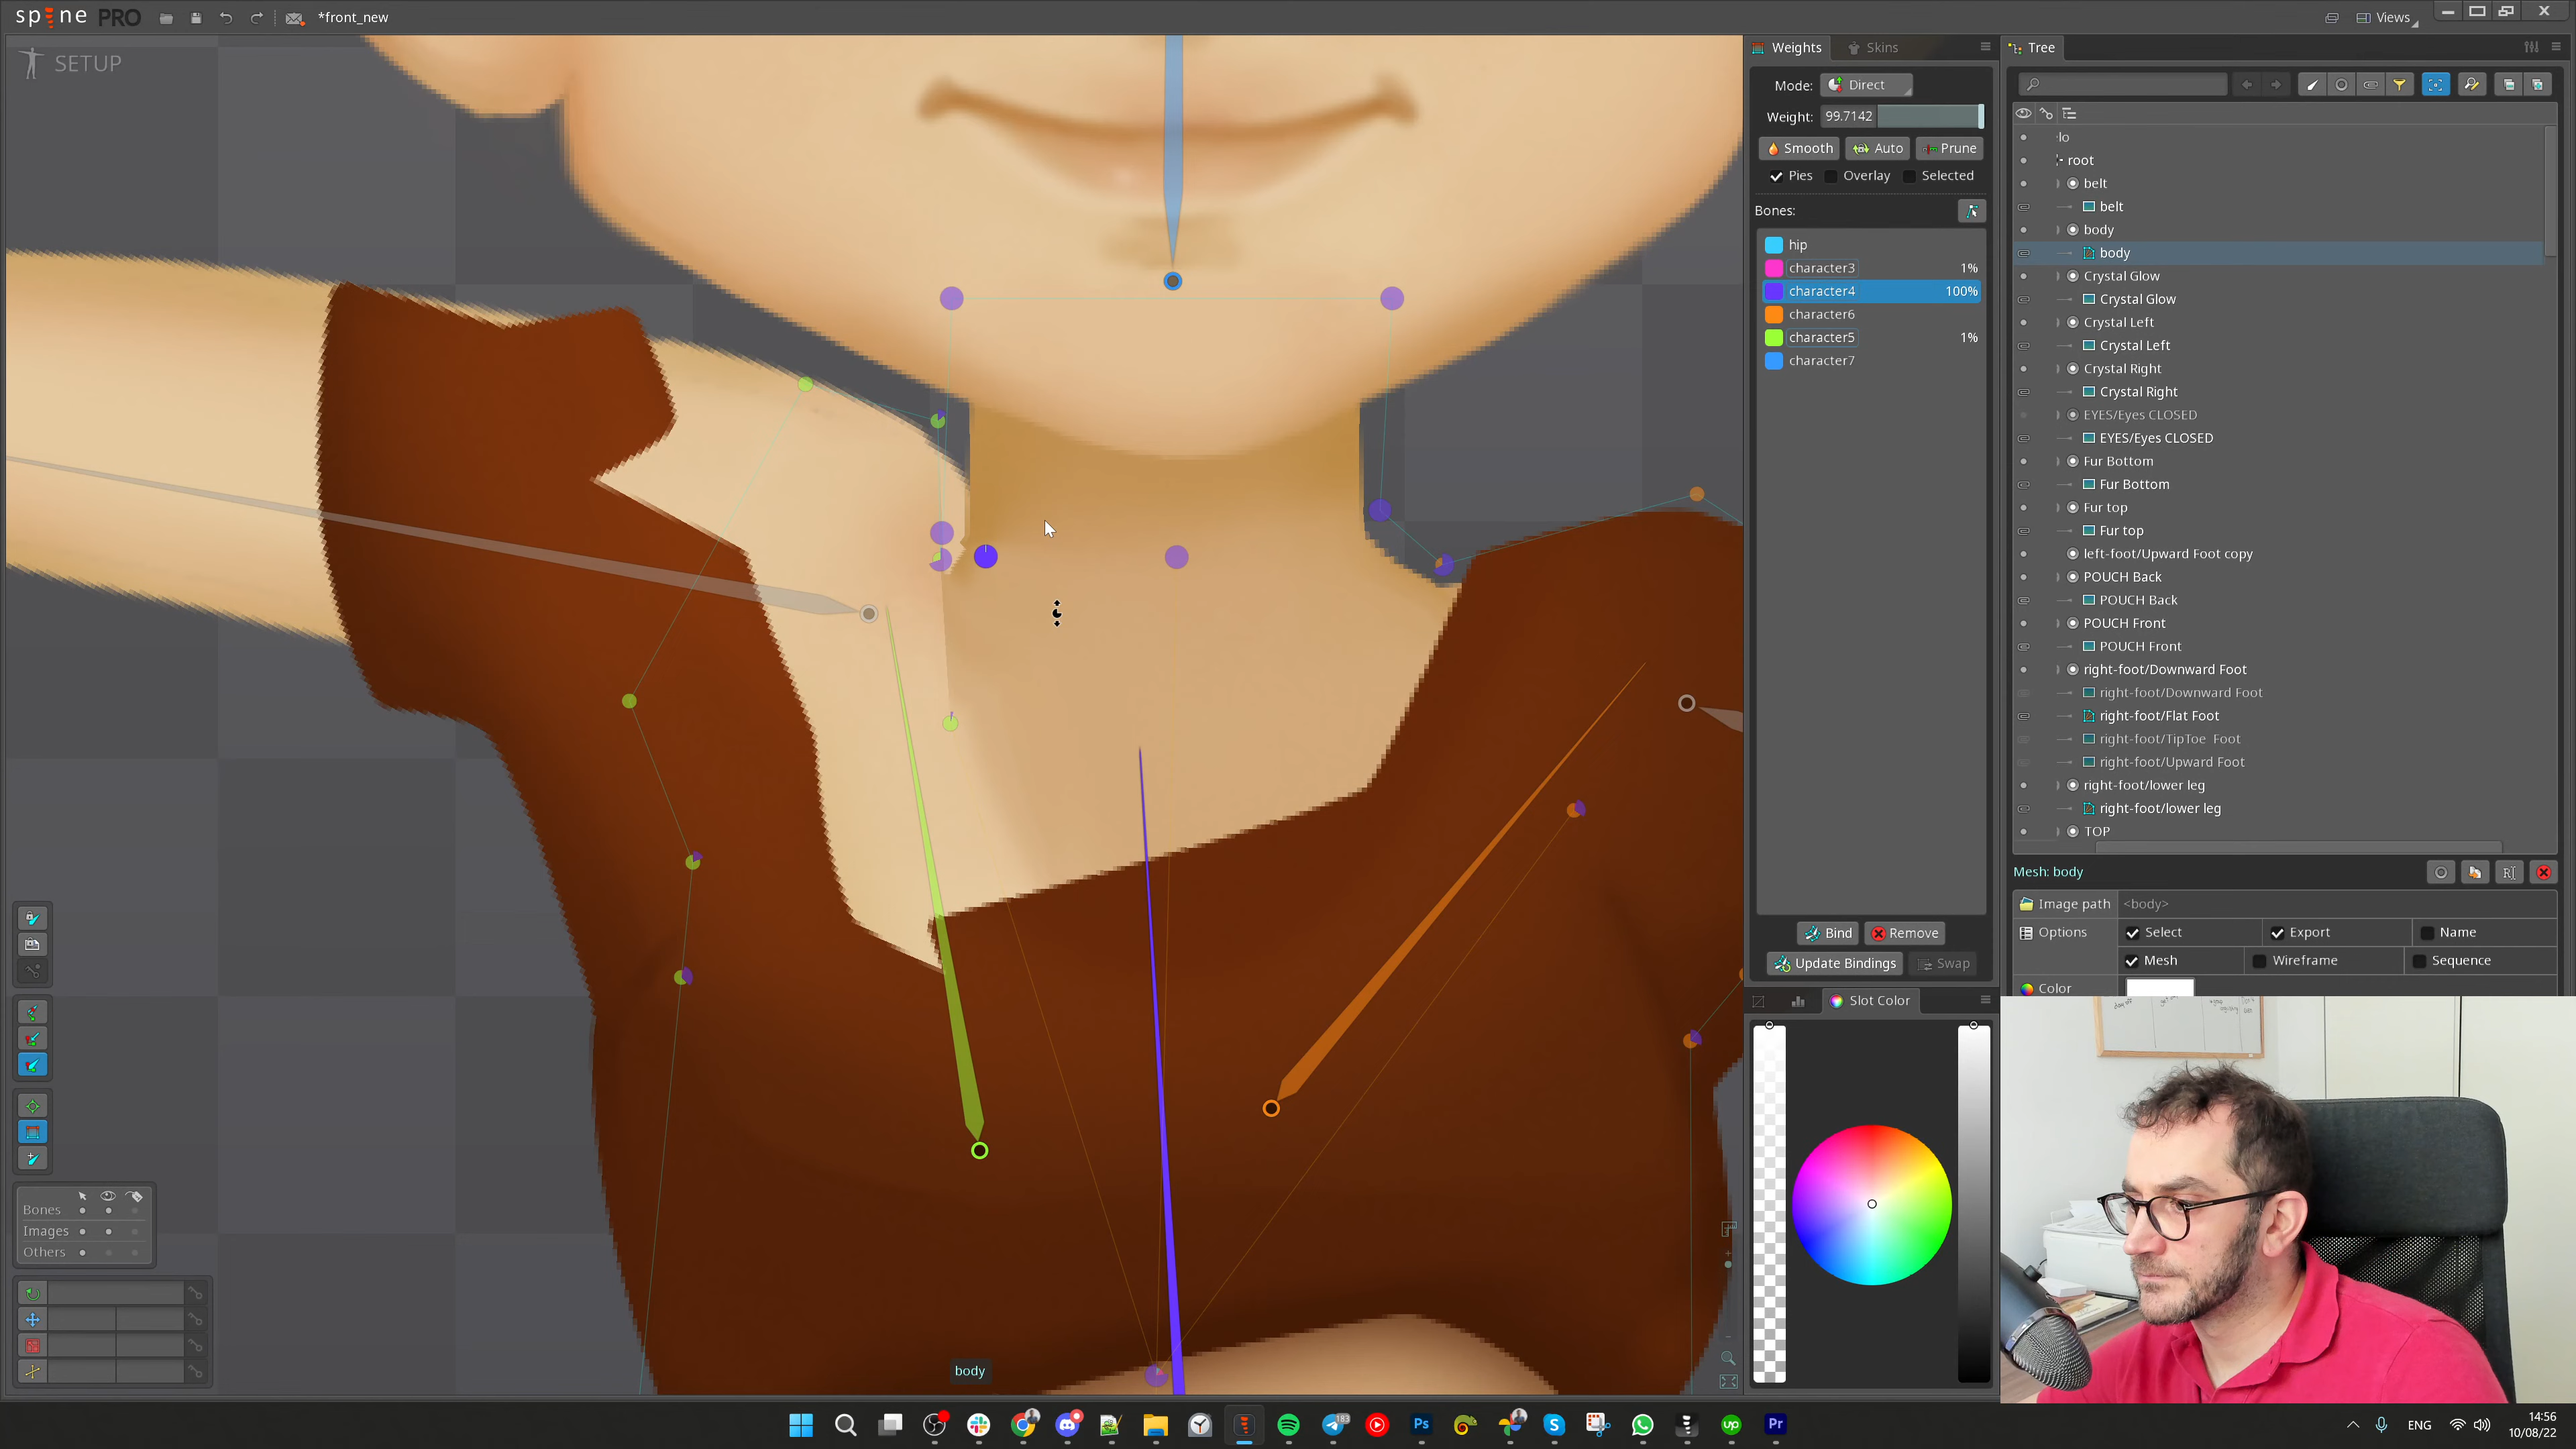 spine PRO
*front_new
Views
SETUP
Weights
Skins
Mode:
Direct
Weight:
99.7142
Smooth
Auto
Prune
Pies
Overlay
Selected
Bones:
hip
character3 1%
character4 100%
character6
character5 1%
character7
Bind
Remove
Update Bindings
Swap
Slot Color
Tree
root
belt
belt
body
body
Crystal Glow
Crystal Glow
Crystal Left
Crystal Left
Crystal Right
Crystal Right
EYES/Eyes CLOSED
EYES/Eyes CLOSED
Fur Bottom
Fur Bottom
Fur top
Fur top
left-foot/Upward Foot copy
POUCH Back
POUCH Back
POUCH Front
POUCH Front
right-foot/Downward Foot
right-foot/Downward Foot
right-foot/Flat Foot
right-foot/TipToe Foot
right-foot/Upward Foot
right-foot/lower leg
right-foot/lower leg
TOP
Mesh: body
Image path
<body>
Options
Select
Export
Name
Mesh
Wireframe
Sequence
Color
Bones
Images
Others
body
183
Ps
up
Pr
ENG
14:56
10/08/22